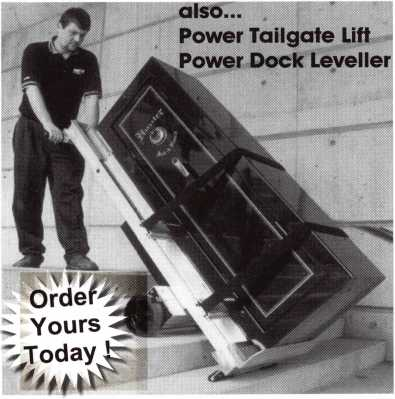 also...
Power Tailgate Lift
Power Dock Leveller
Order
Yours
Today !